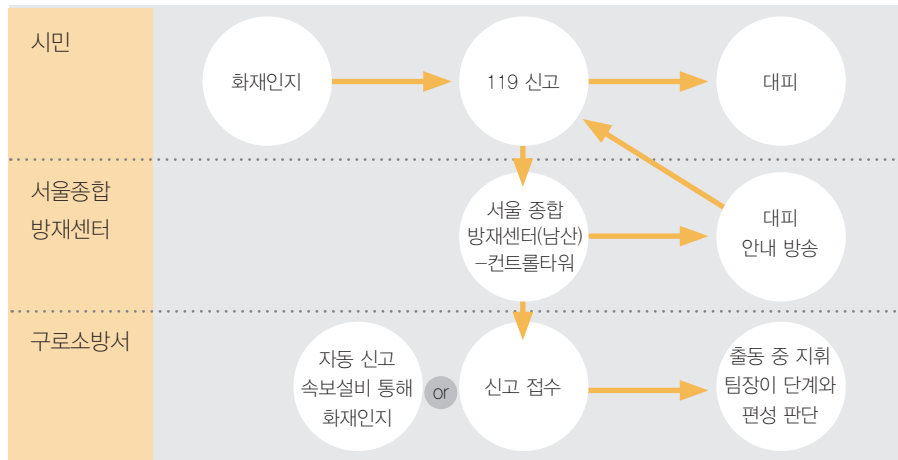 시민
화재인지
119 신고
대피
서울종합
방재센터
서울 종합
방재센터(남산)
–컨트롤타워
대피
안내 방송
구로소방서
자동 신고
속보설비 통해
화재인지
or
신고 접수
출동 중 지휘
팀장이 단계와
편성 판단